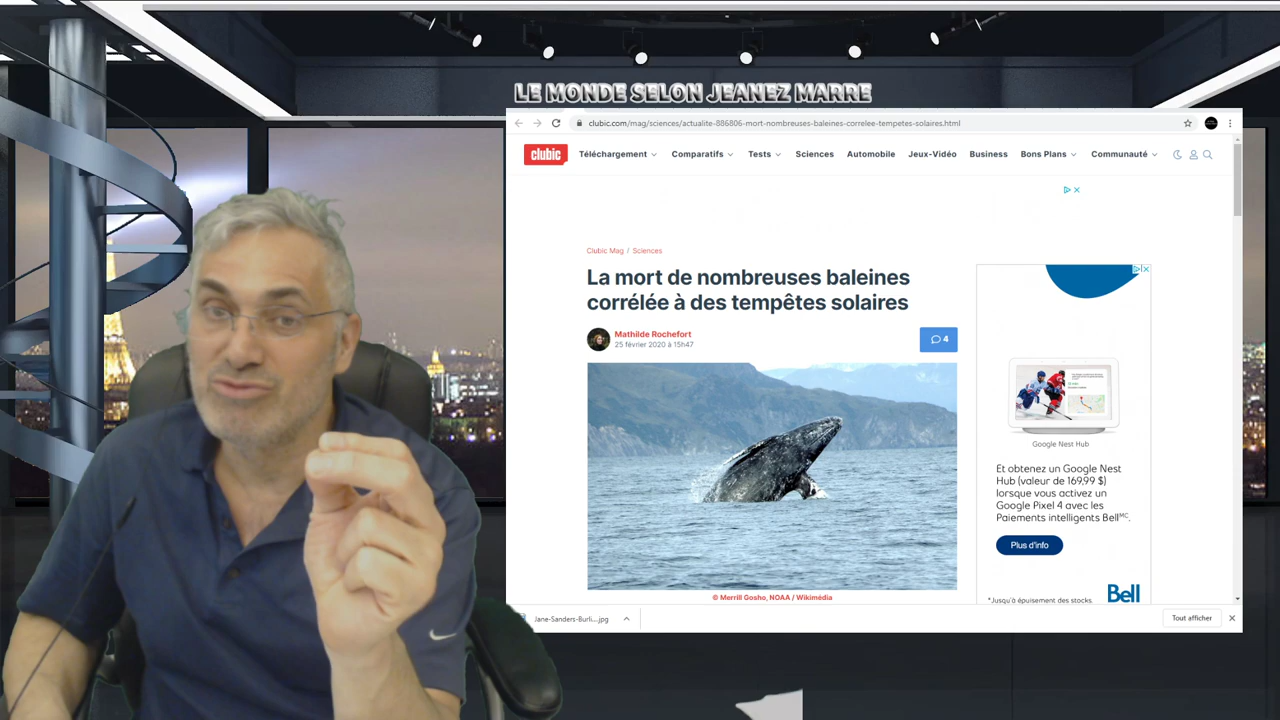 LE MONDE SELON JEANEZ MARRE
clubic.com/mag/sciences/actualite-886806-mort-nombreuses-baleines-correlee-tempetes-solaires.html
clubic
Téléchargement
Comparatifs
Tests
Sciences
Automobile
Jeux-Vidéo
Business
Bons Plans
Communauté
Clubic Mag / Sciences
La mort de nombreuses baleines
corrélée à des tempêtes solaires
Mathilde Rochefort
25 février 2020 à 15h47
4
© Merrill Gosho, NOAA / Wikimédia
Google Nest Hub
Et obtenez un Google Nest
Hub (valeur de 169,99 $)
lorsque vous activez un
Google Pixel 4 avec les
Paiements intelligents Bell MC.
Plus d'info
*Jusqu'à épuisement des stocks.
Bell
Jane-Sanders-Burli....jpg
Tout afficher